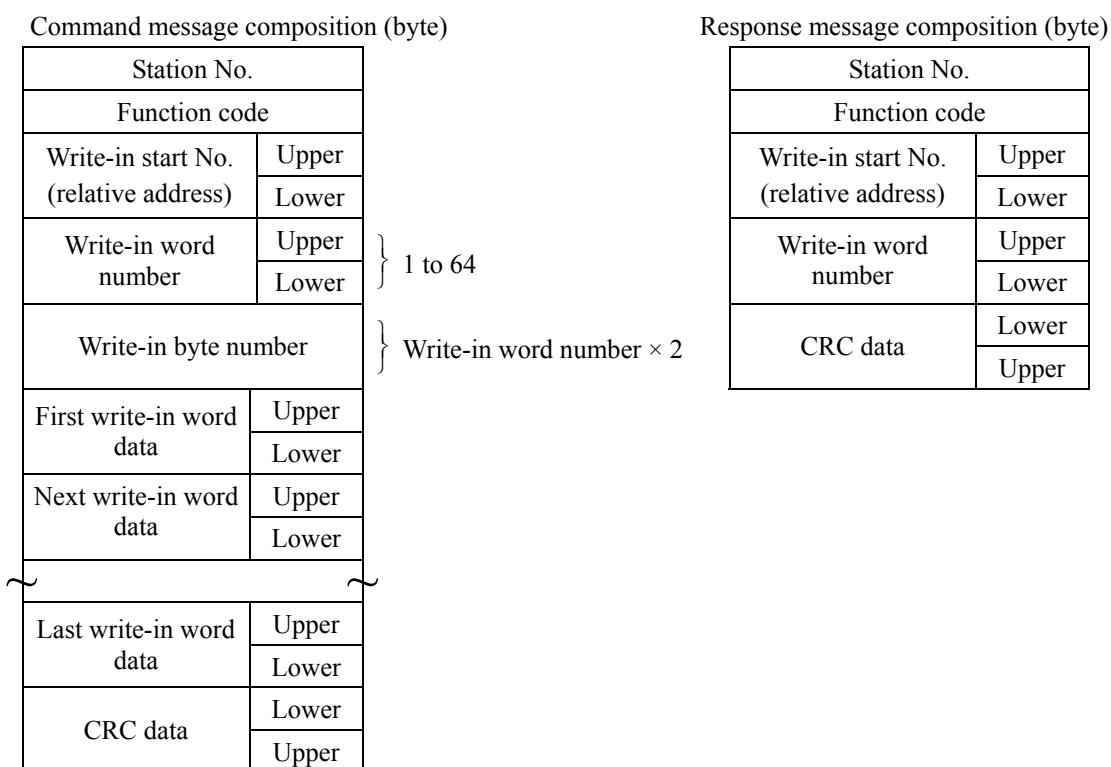 Command message composition (byte)
Station No.
Function code
Write-in start No.
(relative address)
Upper
Lower
Write-in word
number
Upper
Lower
} 1 to 64
Write-in byte number
} Write-in word number × 2
First write-in word
data
Upper
Lower
Next write-in word
data
Upper
Lower
~ ~
Last write-in word
data
Upper
Lower
CRC data
Lower
Upper
Response message composition (byte)
Station No.
Function code
Write-in start No.
(relative address)
Upper
Lower
Write-in word
number
Upper
Lower
CRC data
Lower
Upper